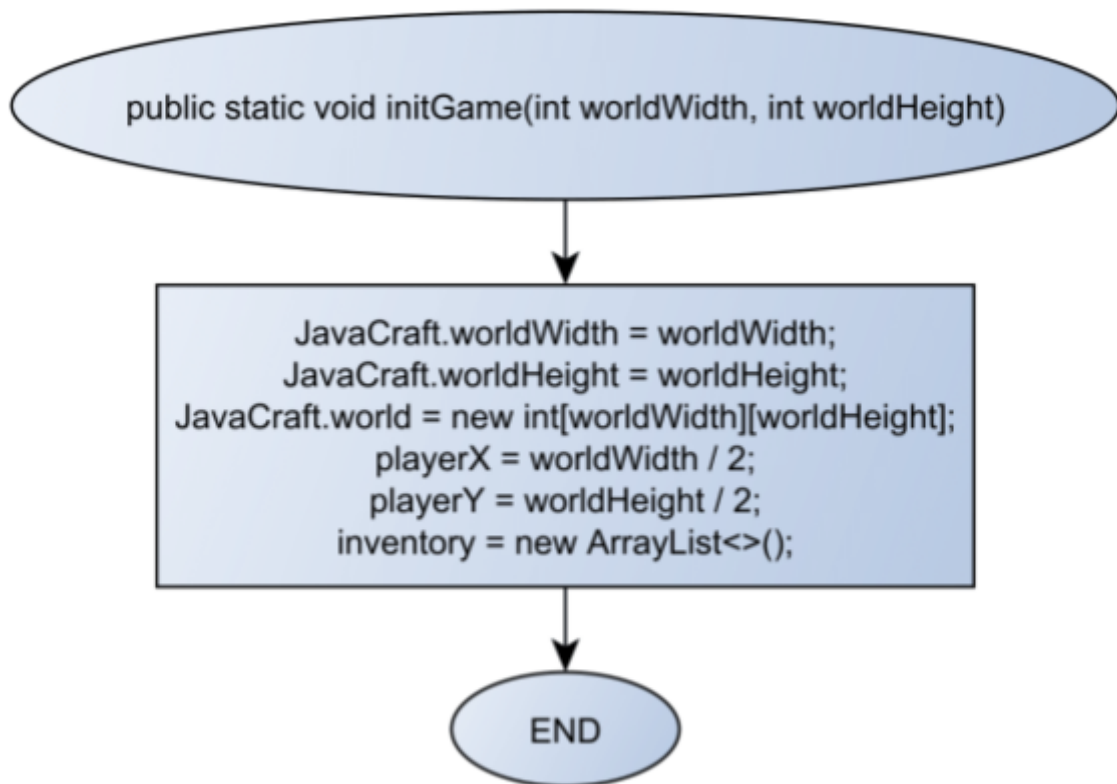 public static void initGame(int worldWidth, int worldHeight)
JavaCraft.worldWidth = worldWidth;
JavaCraft.worldHeight = worldHeight;
JavaCraft.world = new int[worldWidth][worldHeight];
playerX = worldWidth / 2;
playerY = worldHeight / 2;
inventory = new ArrayList<>();
END